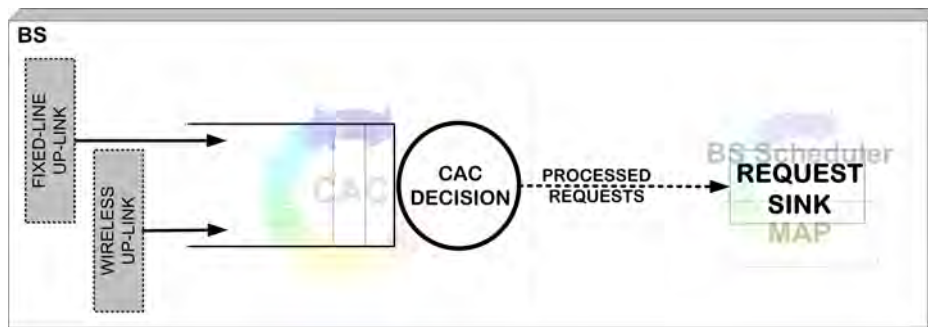 BS
FIXED-LINE
UP-LINK
WIRELESS
UP-LINK
CAC
CAC
DECISION
PROCESSED
REQUESTS
BS Scheduler
REQUEST
SINK
MAP